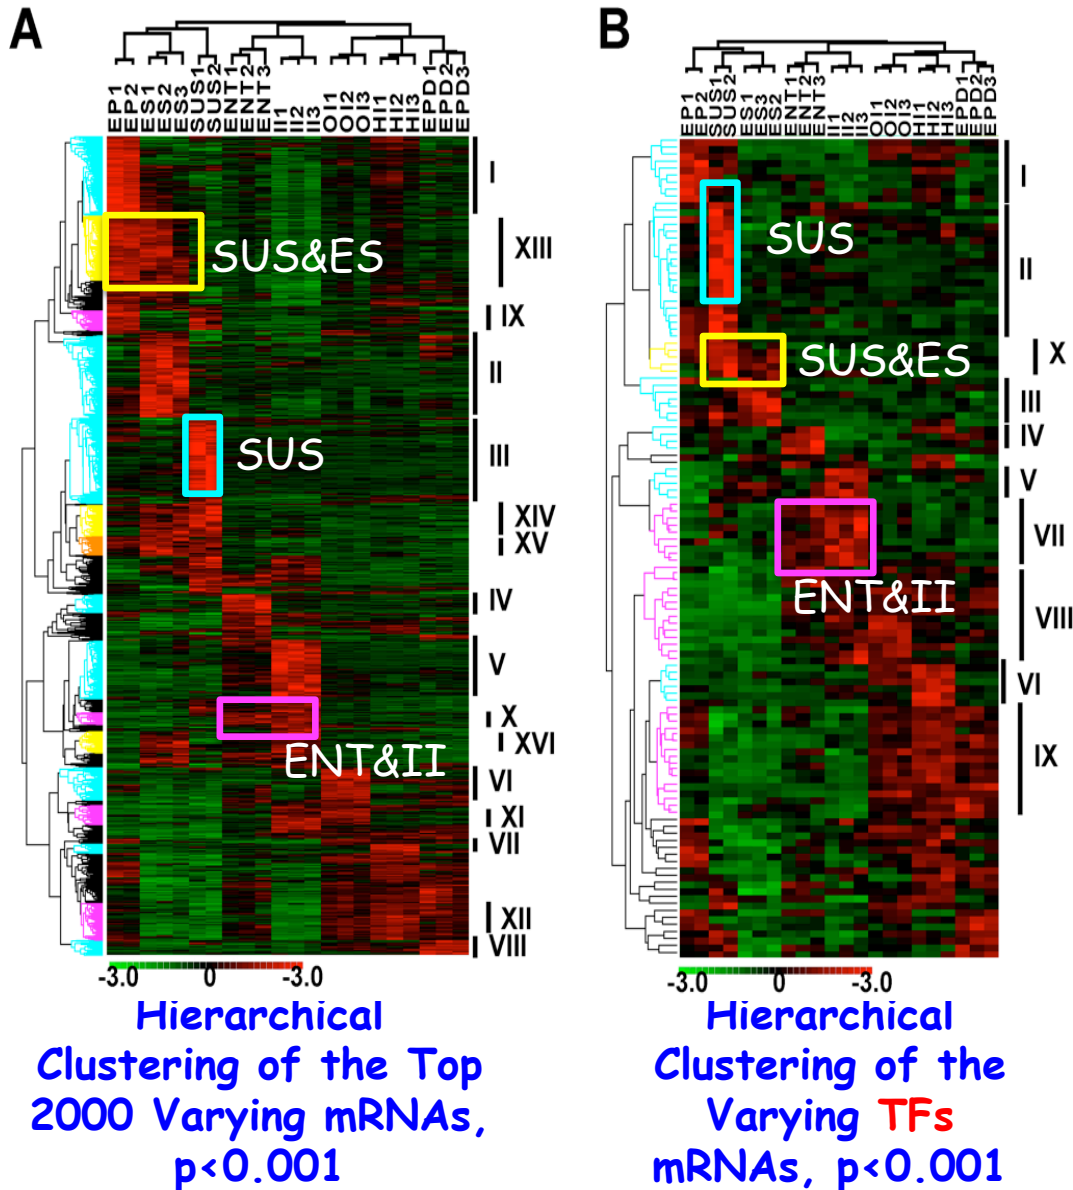 A
EP1 EP2 ES1 ES2 ES3 SUS1 SUS2 ENT1 ENT2 ENT3 II1 II2 II3 OI1 OI2 OI3 HI1 HI2 HI3 EPD1 EPD2 EPD3
I
XIII
SUS&ES
IX
II
III
SUS
XIV
XV
IV
V
X
XVI
ENT&II
VI
XI
VII
XII
VIII
-3.0 0 -3.0
Hierarchical
Clustering of the Top
2000 Varying mRNAs,
p<0.001
B
EP1 EP2 SUS1 SUS2 ES1 ES3 ES2 ENT1 ENT2 ENT3 II1 II2 II3 OI1 OI2 OI3 HI1 HI2 HI3 EPD1 EPD2 EPD3
I
SUS
II
X
SUS&ES
III
IV
V
VII
ENT&II
VIII
VI
IX
-3.0 0 -3.0
Hierarchical
Clustering of the
Varying TFs
mRNAs, p<0.001